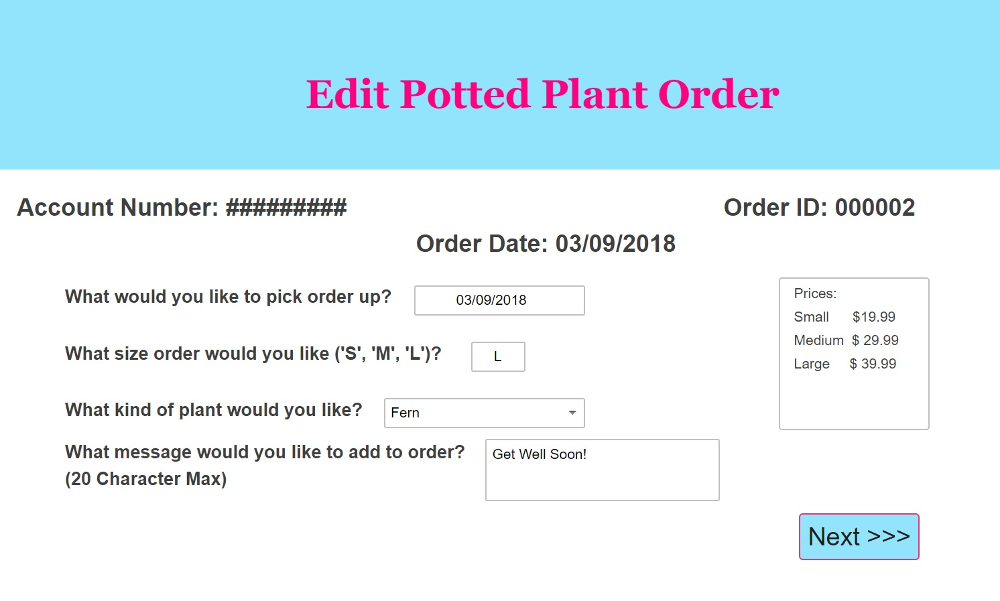 Edit Potted Plant Order
Account Number: #########
Order ID: 000002
Order Date: 03/09/2018
What would you like to pick order up?
03/09/2018
What size order would you like ('S', 'M', 'L')?
L
What kind of plant would you like?
Fern
What message would you like to add to order?
(20 Character Max)
Get Well Soon!
Prices:
Small $19.99
Medium $ 29.99
Large $ 39.99
Next >>>